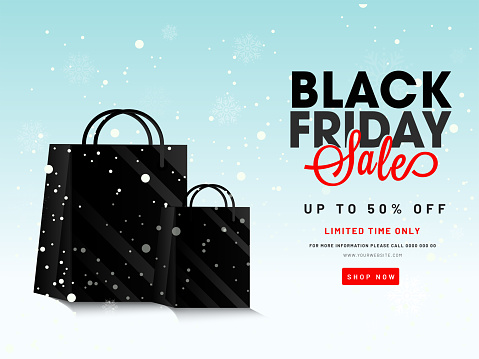 BLACK
FRIDAY
Sale
UP TO 50% OFF
LIMITED TIME ONLY
FOR MORE INFORMATION PLEASE CALL 0000 000 00
WWW.YOURWEBSITE.COM
SHOP NOW